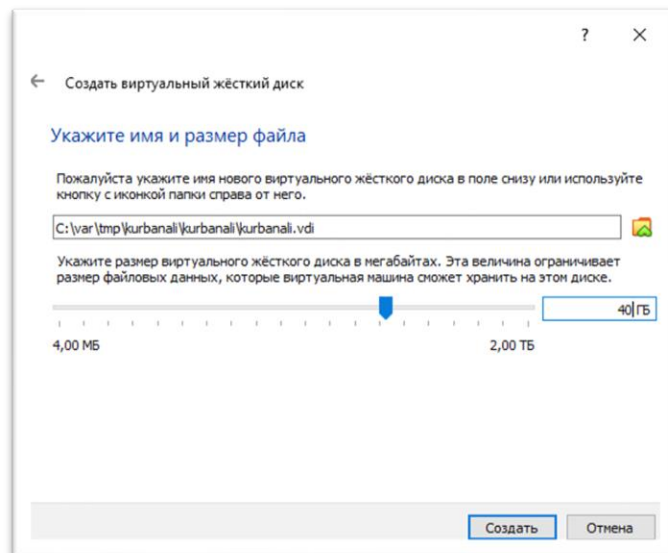 ?
Создать виртуальный жёсткий диск
Укажите имя и размер файла
Пожалуйста укажите имя нового виртуального жёсткого диска в поле снизу или используйте
кнопку с иконкой папки справа от него.
C:\var\tmp\kurbanali\kurbanali\kurbanali.vdi
Укажите размер виртуального жёсткого диска в мегабайтах. Эта величина ограничивает
размер файловых данных, которые виртуальная машина сможет хранить на этом диске.
40 ГБ
4,00 МБ 2,00 ТБ
Создать Отмена